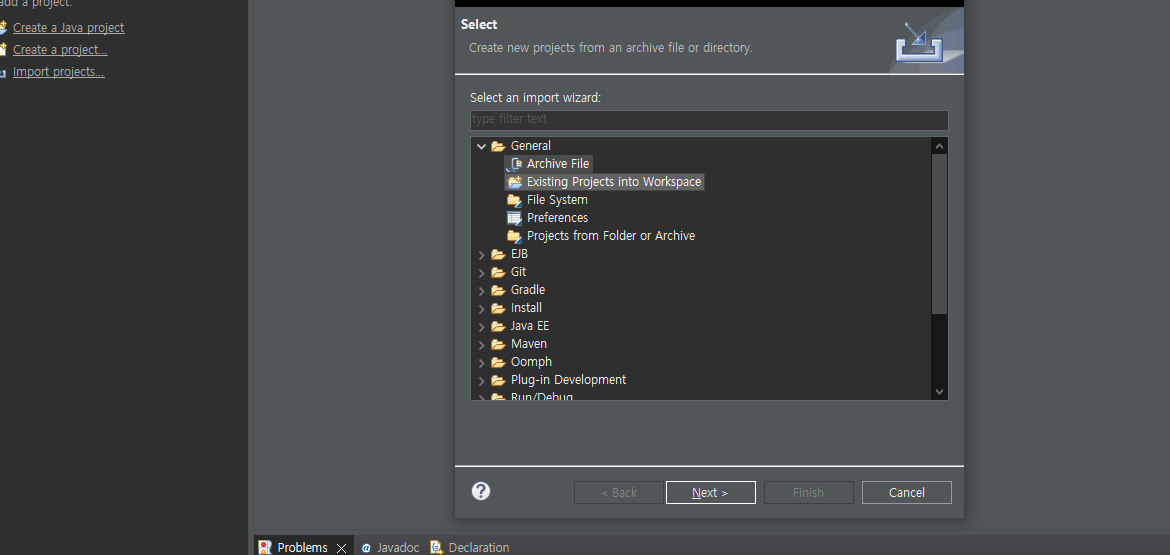 add a project.
Create a Java project
Create a project...
Import projects...
Select
Create new projects from an archive file or directory.
Select an import wizard:
type filter text
General
Archive File
Existing Projects into Workspace
File System
Preferences
Projects from Folder or Archive
EJB
Git
Gradle
Install
Java EE
Maven
Oomph
Plug-in Development
Run/Debug
< Back
Next >
Finish
Cancel
Problems
Javadoc
Declaration